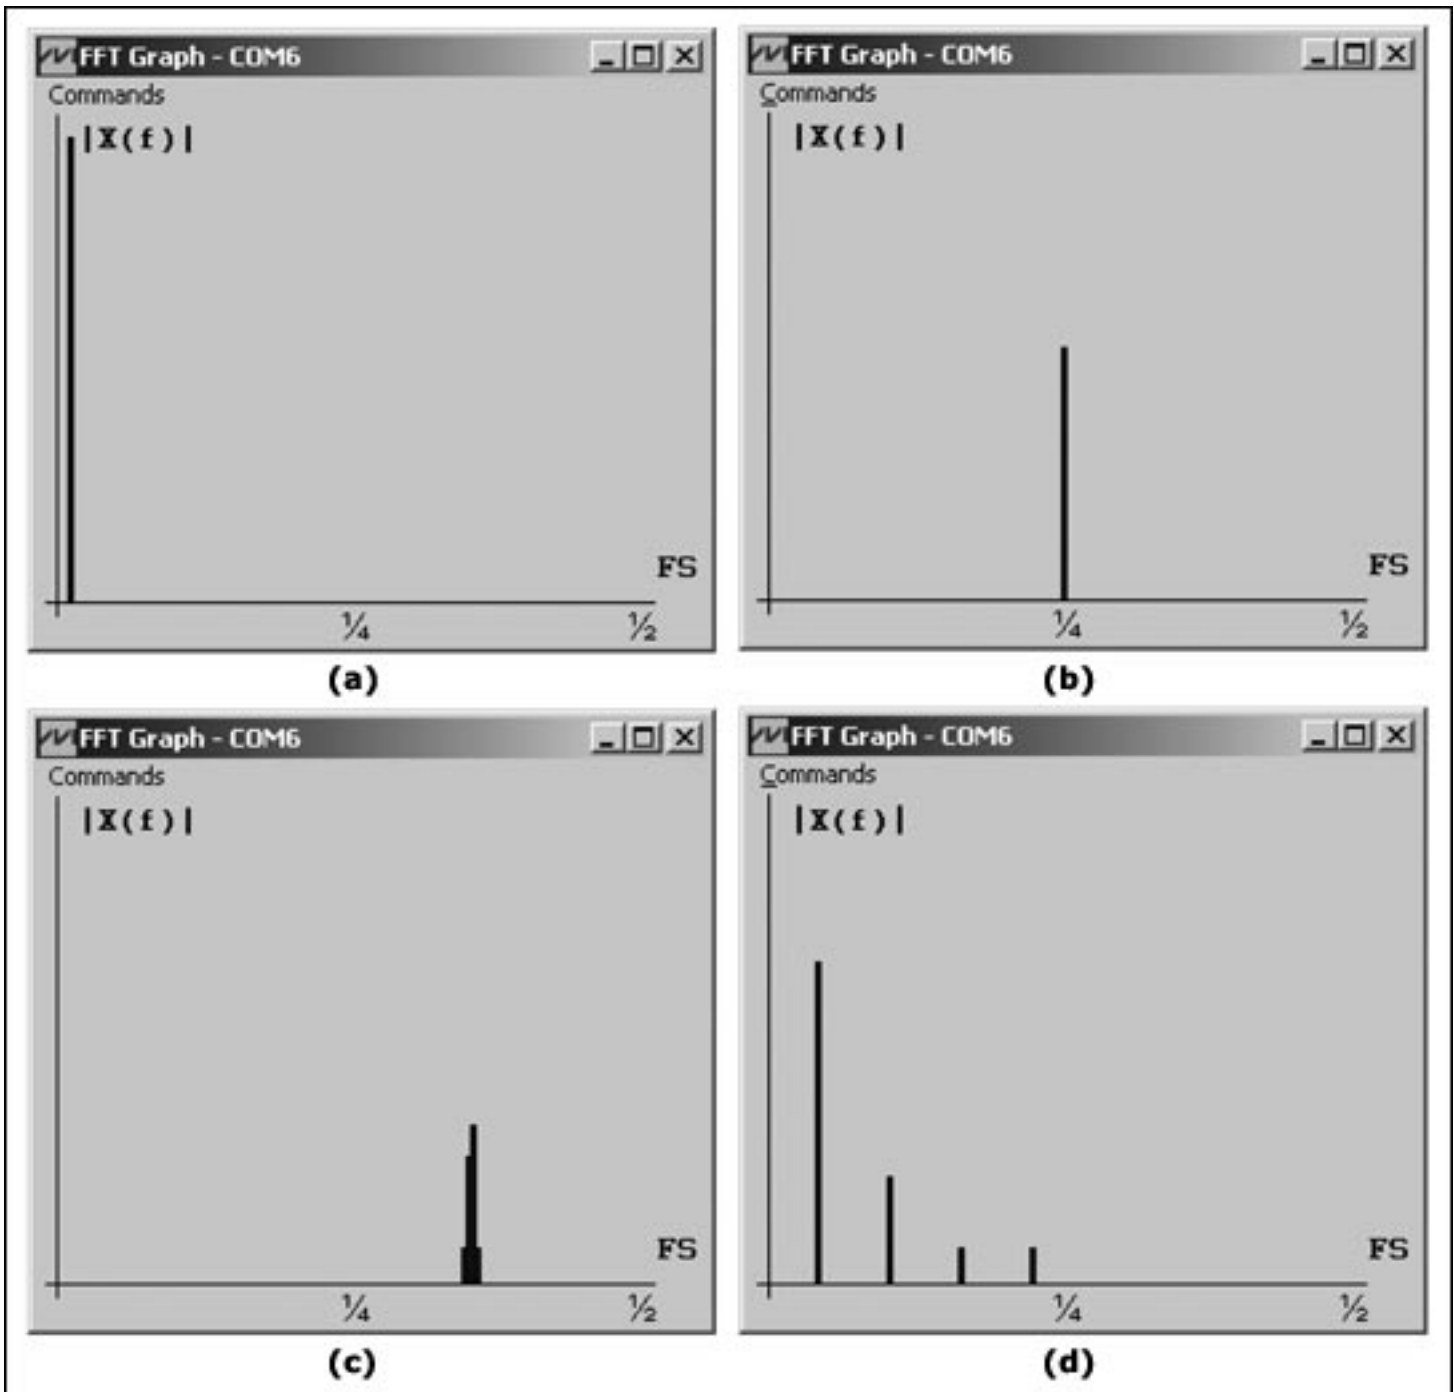 FFT Graph - COM6
Commands
|X(f)|
FS
¼ ½
(a)
FFT Graph - COM6
Commands
|X(f)|
FS
¼ ½
(b)
FFT Graph - COM6
Commands
|X(f)|
FS
¼ ½
(c)
FFT Graph - COM6
Commands
|X(f)|
FS
¼ ½
(d)